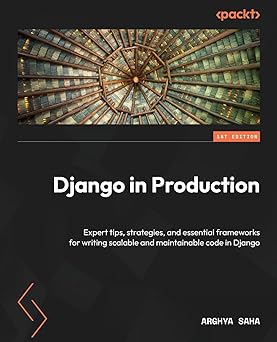 <packt>
1ST EDITION
Django in Production
Expert tips, strategies, and essential frameworks
for writing scalable and maintainable code in Django
ARGHYA SAHA